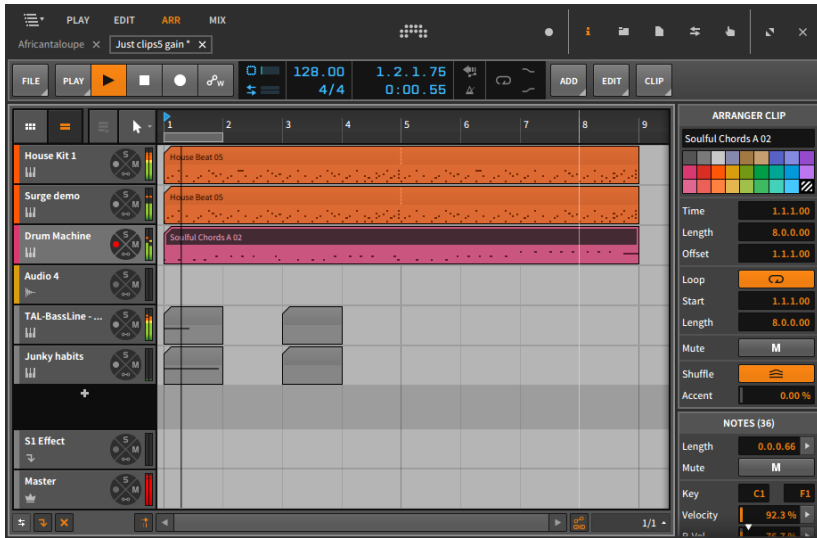 PLAY EDIT ARR MIX
Africantaloupe × Just clips5 gain* ×
FILE PLAY W 128.00 4/4 1.2.1.75 0:00.55 ADD EDIT CLIP
1 2 3 4 5 6 7 8 9
House Kit 1 S M House Beat 05
Surge demo S M House Beat 05
Drum Machine S M Soulful Chords A 02
Audio 4 S M
TAL-BassLine - ... S M
Junky habits S M
+
S1 Effect S M
Master S M
1/1
ARRANGER CLIP
Soulful Chords A 02
Time 1.1.1.00
Length 8.0.0.00
Offset 1.1.1.00
Loop
Start 1.1.1.00
Length 8.0.0.00
Mute M
Shuffle
Accent 0.00 %
NOTES (36)
Length 0.0.0.66
Mute M
Key C1 F1
Velocity 92.3 %